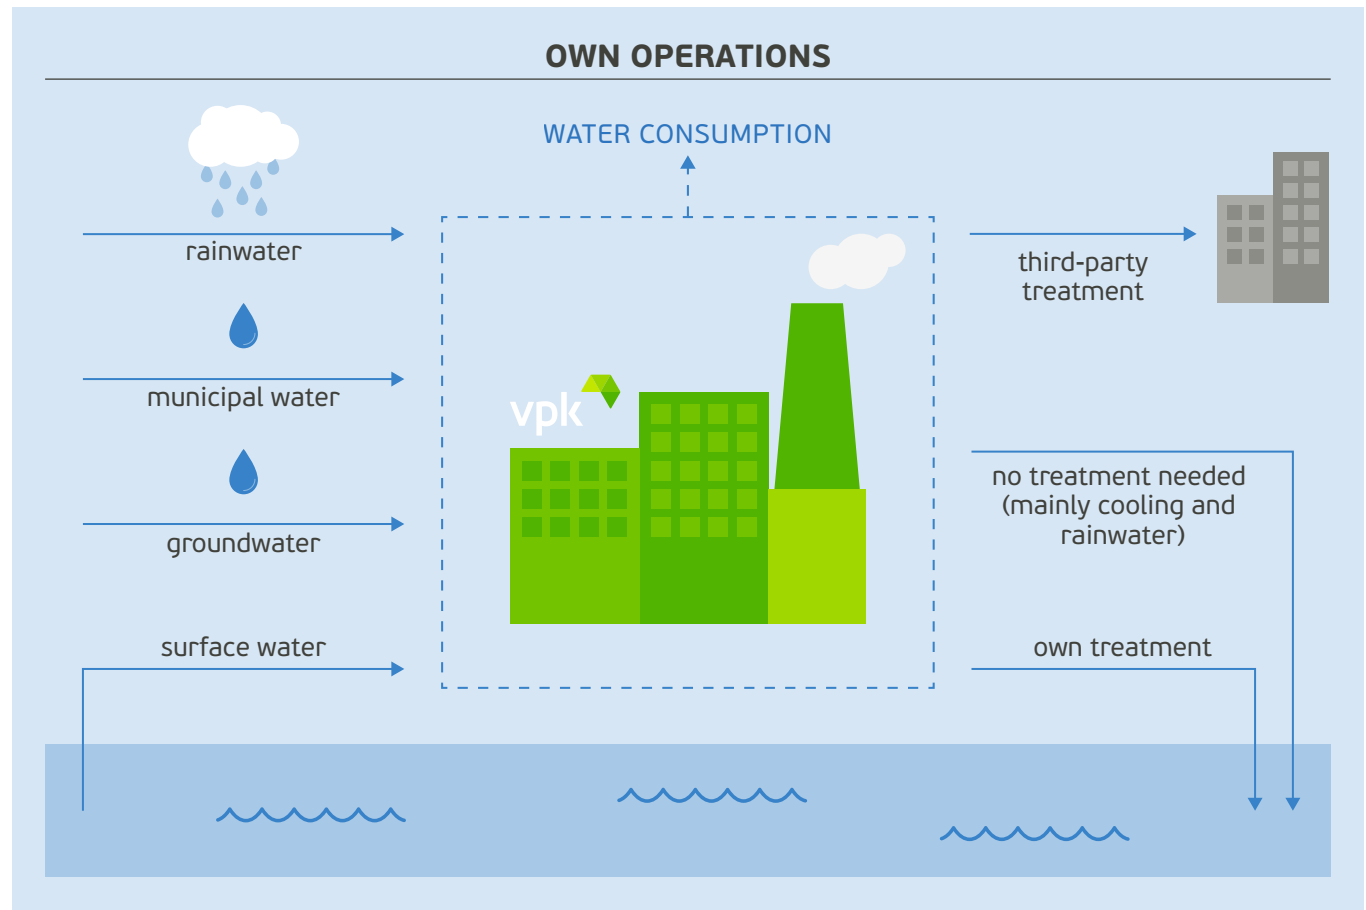 OWN OPERATIONS
WATER CONSUMPTION
rainwater
municipal water
groundwater
surface water
vpk
third-party
treatment
no treatment needed
(mainly cooling and
rainwater)
own treatment